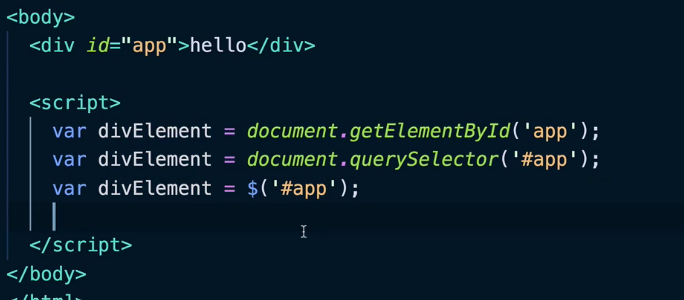 <body>
<div id="app">hello</div>
<script>
var divElement = document.getElementById('app');
var divElement = document.querySelector('#app');
var divElement = $('#app');
</script>
</body>
</html>